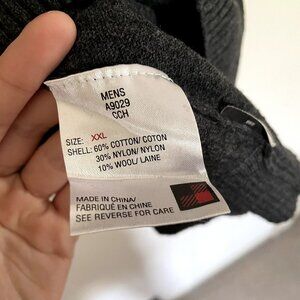 MENS
A9029
CCH
SIZE: XXL
SHELL: 60% COTTON/ COTON
30% NYLON/ NYLON
10% WOOL/ LAINE
MADE IN CHINA/
FABRIQUÉ EN CHINE
SEE REVERSE FOR CARE